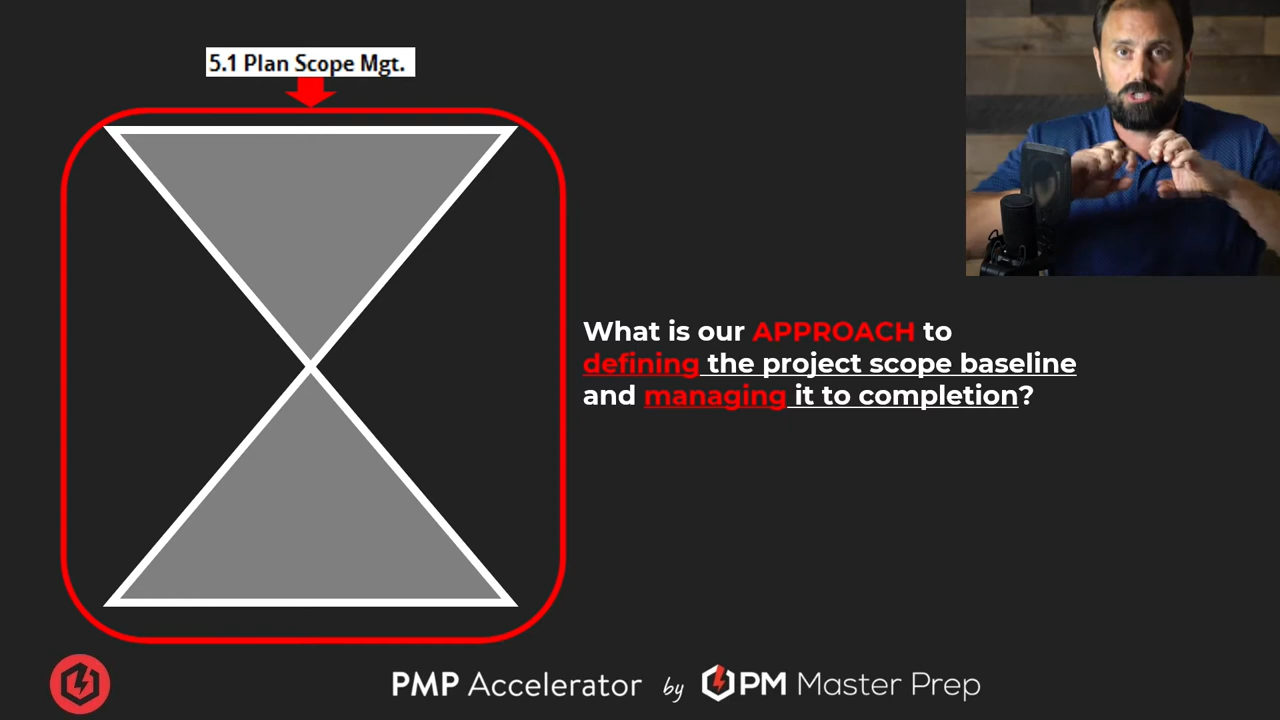 5.1 Plan Scope Mgt.
What is our APPROACH to
defining the project scope baseline
and managing it to completion?
PMP Accelerator by PM Master Prep